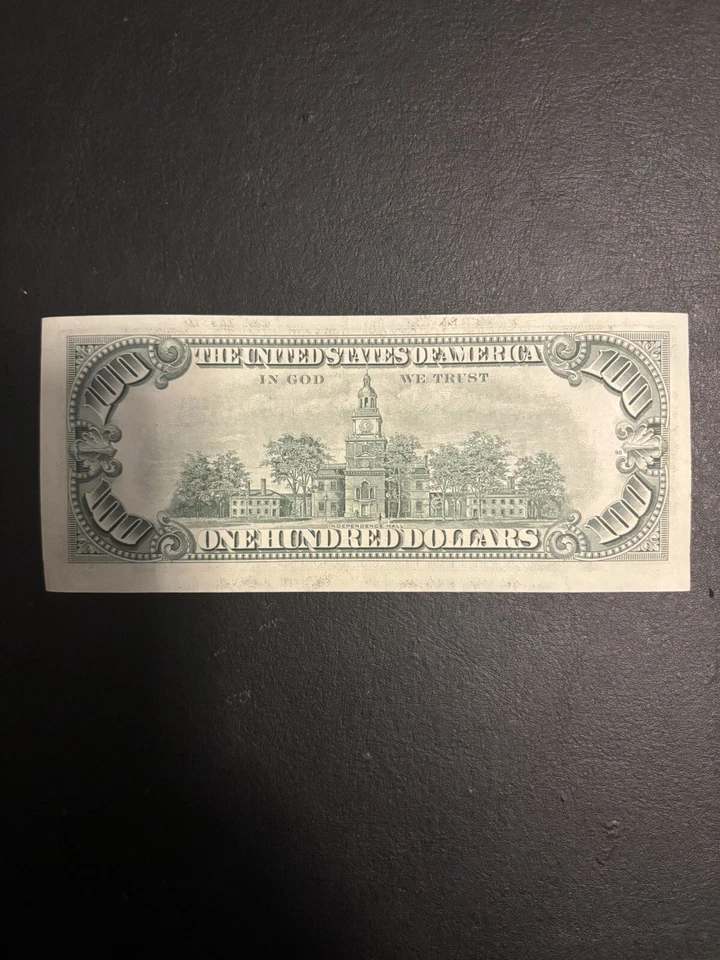 THE UNITED STATES OF AMERICA
IN GOD WE TRUST
100 100
INDEPENDENCE HALL
100 100
ONE HUNDRED DOLLARS